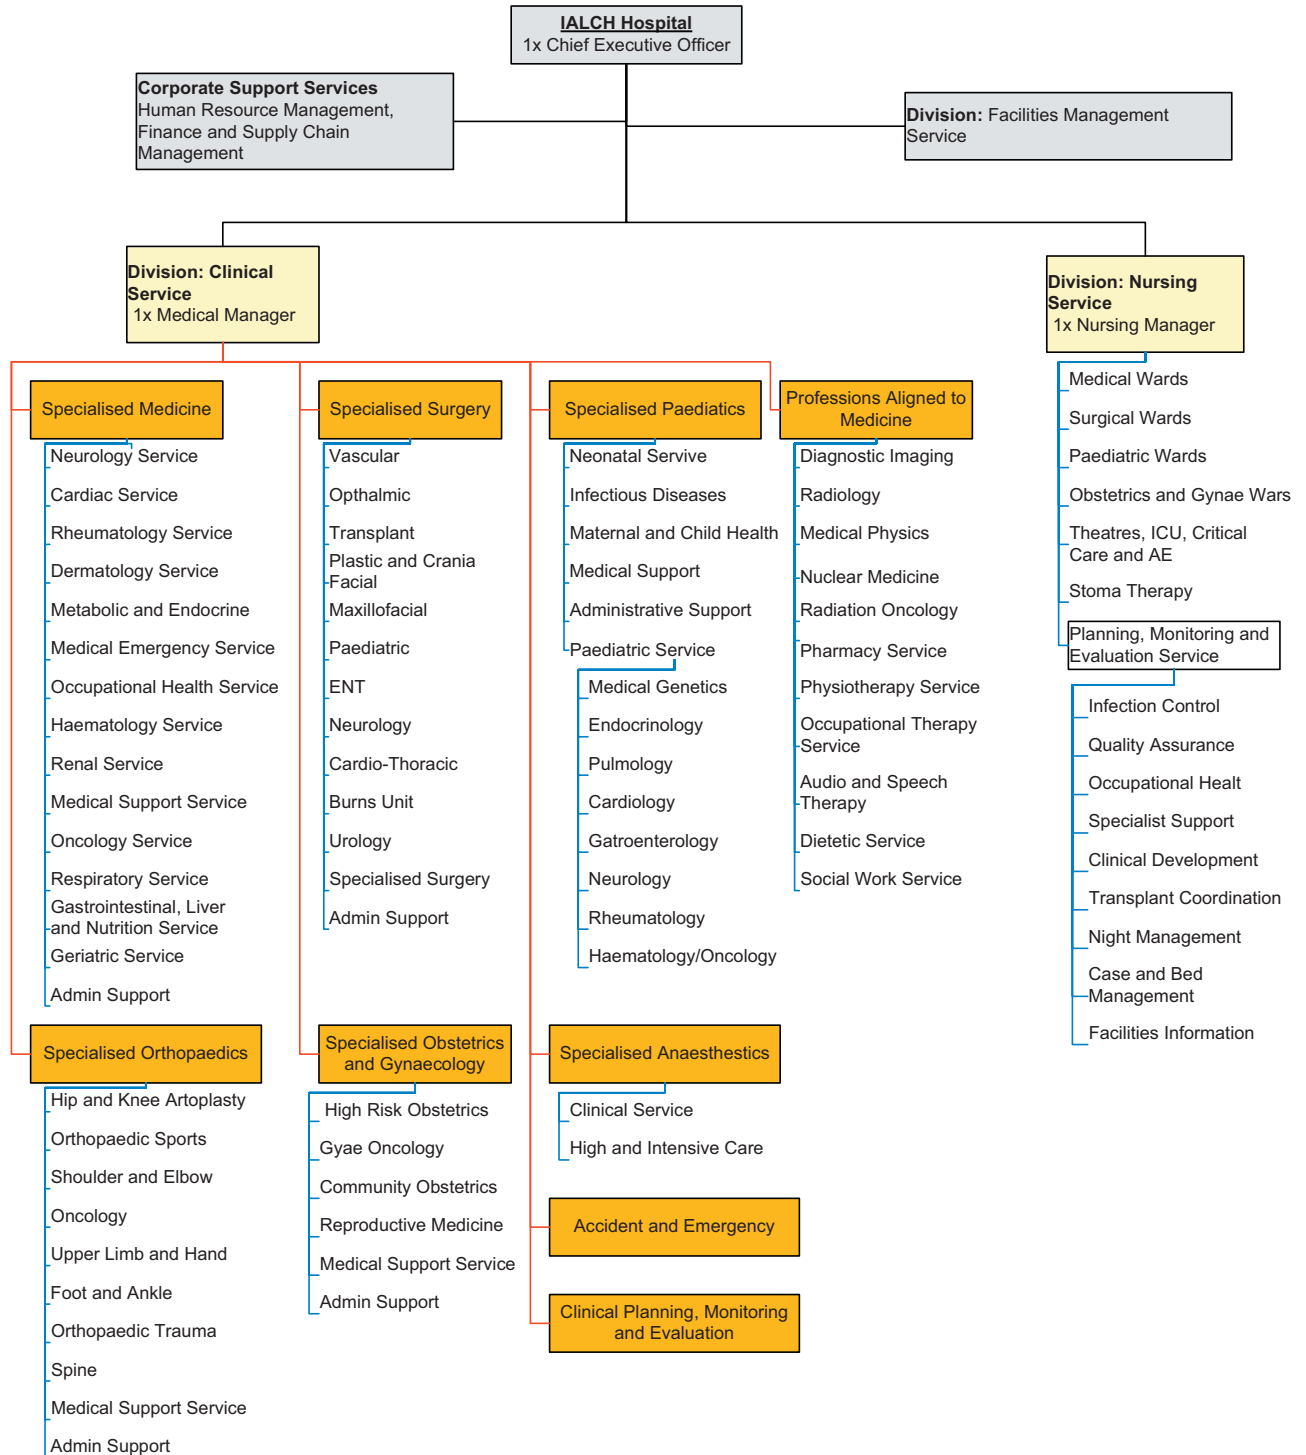 IALCH Hospital
1x Chief Executive Officer
Corporate Support Services
Human Resource Management,
Finance and Supply Chain
Management
Division: Facilities Management
Service
Division: Clinical
Service
1x Medical Manager
Division: Nursing
Service
1x Nursing Manager
Specialised Medicine
Neurology Service
Cardiac Service
Rheumatology Service
Dermatology Service
Metabolic and Endocrine
Medical Emergency Service
Occupational Health Service
Haematology Service
Renal Service
Medical Support Service
Oncology Service
Respiratory Service
Gastrointestinal, Liver
and Nutrition Service
Geriatric Service
Admin Support
Specialised Surgery
Vascular
Opthalmic
Transplant
Plastic and Crania
Facial
Maxillofacial
Paediatric
ENT
Neurology
Cardio-Thoracic
Burns Unit
Urology
Specialised Surgery
Admin Support
Specialised Paediatics
Neonatal Servive
Infectious Diseases
Maternal and Child Health
Medical Support
Administrative Support
Paediatric Service
Medical Genetics
Endocrinology
Pulmology
Cardiology
Gatroenterology
Neurology
Rheumatology
Haematology/Oncology
Professions Aligned to
Medicine
Diagnostic Imaging
Radiology
Medical Physics
Nuclear Medicine
Radiation Oncology
Pharmacy Service
Physiotherapy Service
Occupational Therapy
Service
Audio and Speech
Therapy
Dietetic Service
Social Work Service
Medical Wards
Surgical Wards
Paediatric Wards
Obstetrics and Gynae Wars
Theatres, ICU, Critical
Care and AE
Stoma Therapy
Planning, Monitoring and
Evaluation Service
Infection Control
Quality Assurance
Occupational Healt
Specialist Support
Clinical Development
Transplant Coordination
Night Management
Case and Bed
Management
Facilities Information
Specialised Orthopaedics
Hip and Knee Artoplasty
Orthopaedic Sports
Shoulder and Elbow
Oncology
Upper Limb and Hand
Foot and Ankle
Orthopaedic Trauma
Spine
Medical Support Service
Admin Support
Specialised Obstetrics
and Gynaecology
High Risk Obstetrics
Gyae Oncology
Community Obstetrics
Reproductive Medicine
Medical Support Service
Admin Support
Specialised Anaesthestics
Clinical Service
High and Intensive Care
Accident and Emergency
Clinical Planning, Monitoring
and Evaluation